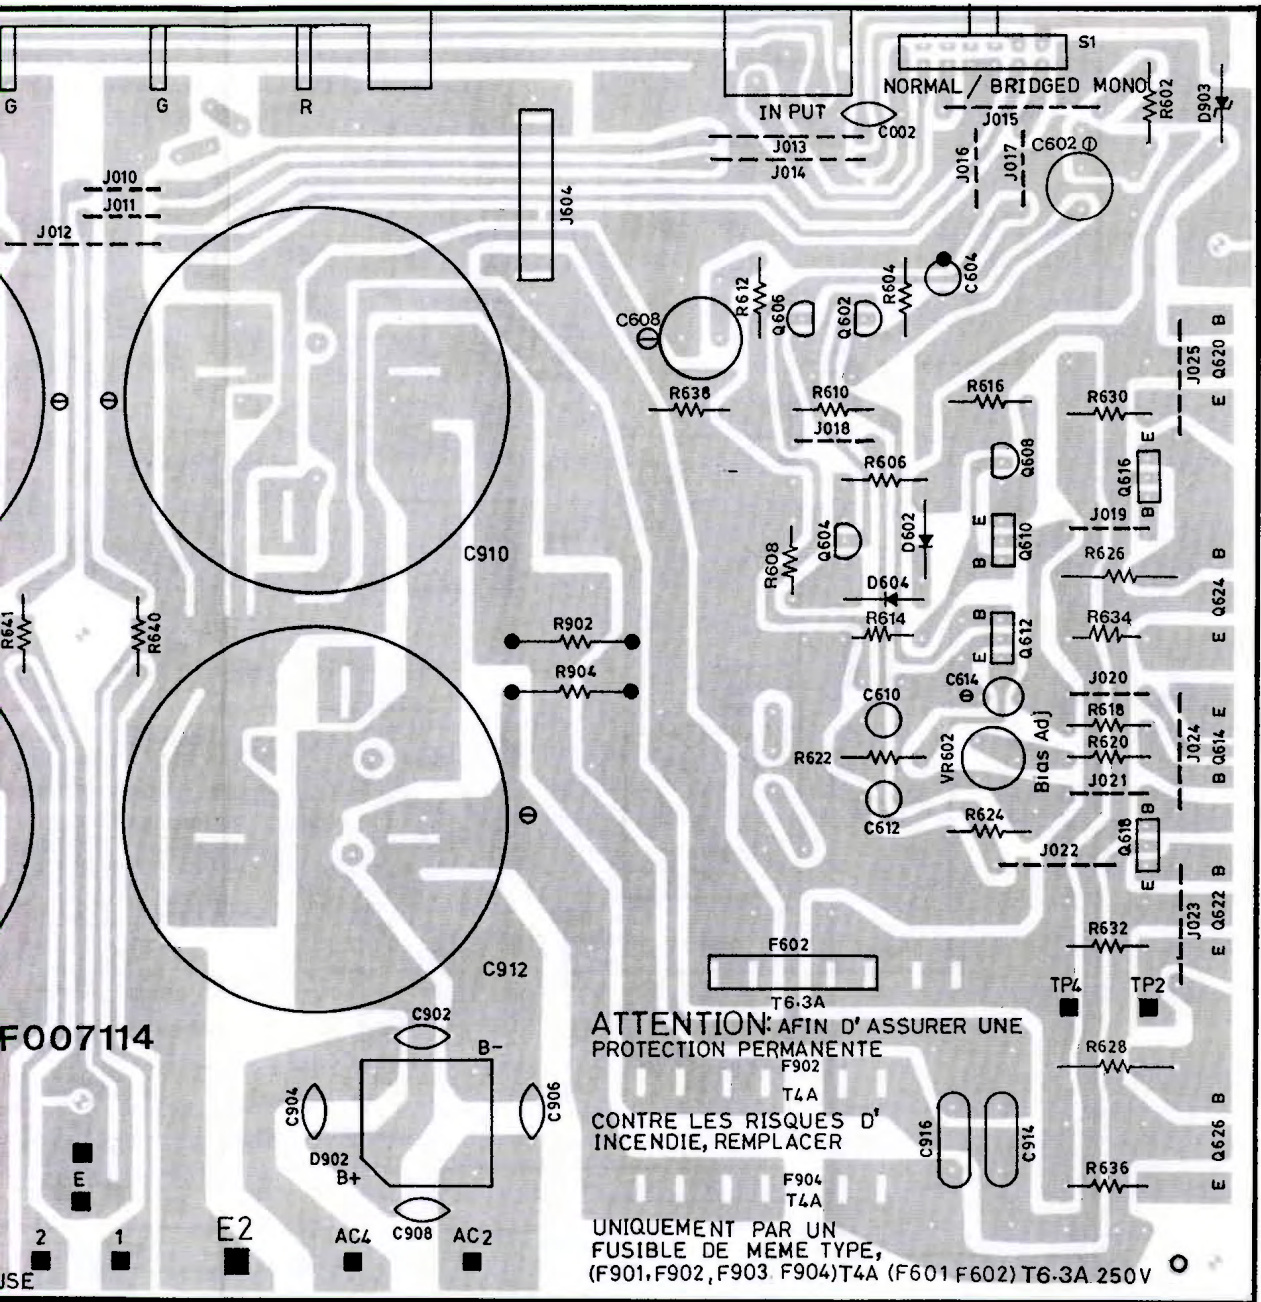 S1
G
G
R
NORMAL / BRIDGED MONO
R602
D903
IN PUT
C002
J015
J013
J014
J016
J017
C602
J010
J011
J012
J604
C604
R612
Q606
Q602
R604
C608
R638
R610
J018
R616
R630
J025
B
Q620
E
R606
Q608
E
Q616
B
J019
C910
R608
Q604
D602
E
Q610
B
R626
B
Q624
E
D604
R614
B
Q612
E
R634
R641
R640
R902
R904
C610
C614
J020
R618
R620
J021
J024
E
Q614
B
R622
VR602
Bias Adj
C612
R624
J022
B
Q618
E
B
Q622
E
J023
R632
C912
F602
T6.3A
TP4
TP2
F007114
C902
B-
C904
C906
D902
B+
C908
ATTENTION: AFIN D' ASSURER UNE
PROTECTION PERMANENTE
F902
T4A
CONTRE LES RISQUES D'
INCENDIE, REMPLACER
F904
T4A
UNIQUEMENT PAR UN
FUSIBLE DE MEME TYPE,
(F901,F902,F903 F904)T4A (F601 F602) T6.3A 250V
R628
C916
C914
B
Q626
E
R636
E
2
1
E2
AC4
AC2
USE